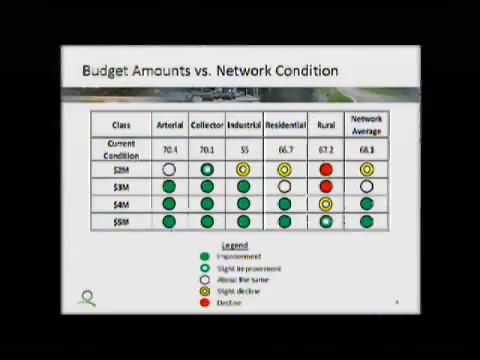 Budget Amounts vs. Network Condition
Class Arterial Collector Industrial Residential Rural Network Average
Current Condition 70.4 70.1 55 66.7 67.2 68.1
$2M
$3M
$4M
$5M
Legend
Improvement
Slight Improvement
About the same
Slight decline
Decline